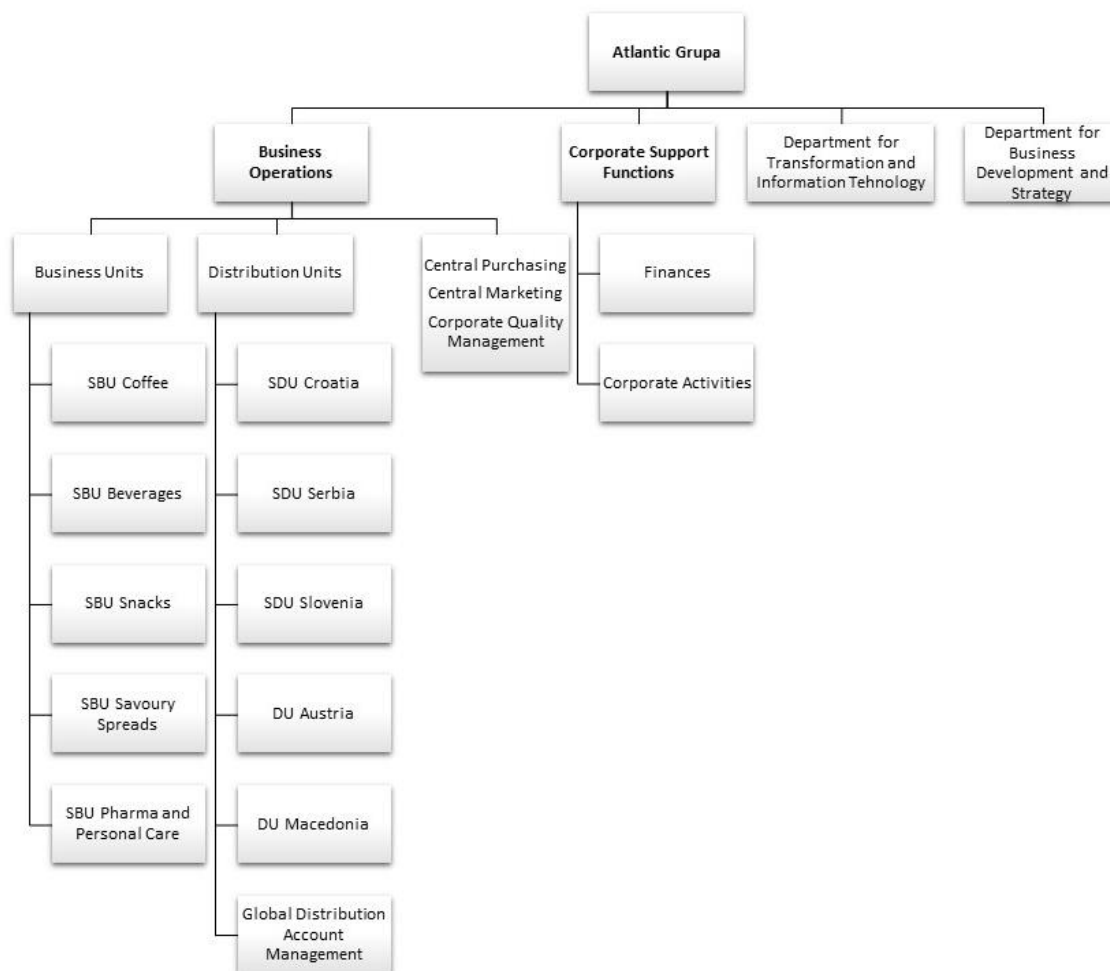 Atlantic Grupa
Business
Operations
Corporate Support
Functions
Department for
Transformation and
Information Tehnology
Department for
Business
Development and
Strategy
Business Units
Distribution Units
Central Purchasing
Central Marketing
Corporate Quality
Management
Finances
Corporate Activities
SBU Coffee
SBU Beverages
SBU Snacks
SBU Savoury
Spreads
SBU Pharma and
Personal Care
SDU Croatia
SDU Serbia
SDU Slovenia
DU Austria
DU Macedonia
Global Distribution
Account
Management